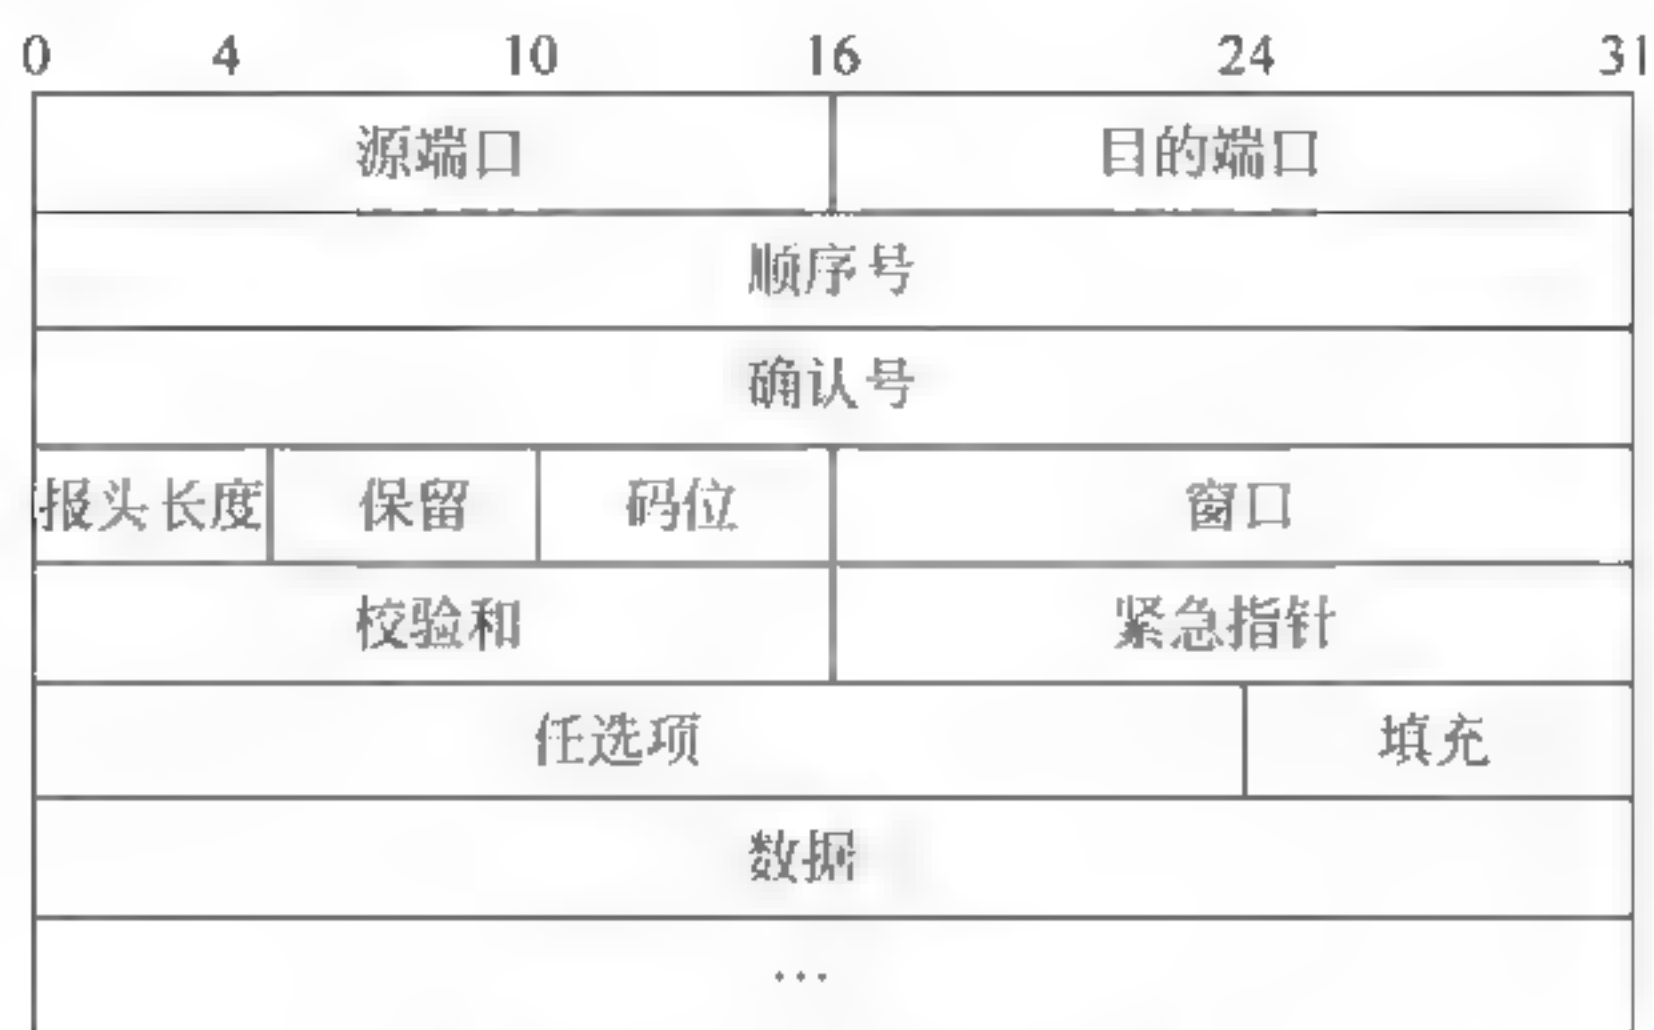 0 4 10 16 24 31
源端口 目的端口
顺序号
确认号
报头长度 保留 码位 窗口
校验和 紧急指针
任选项 填充
数据
…